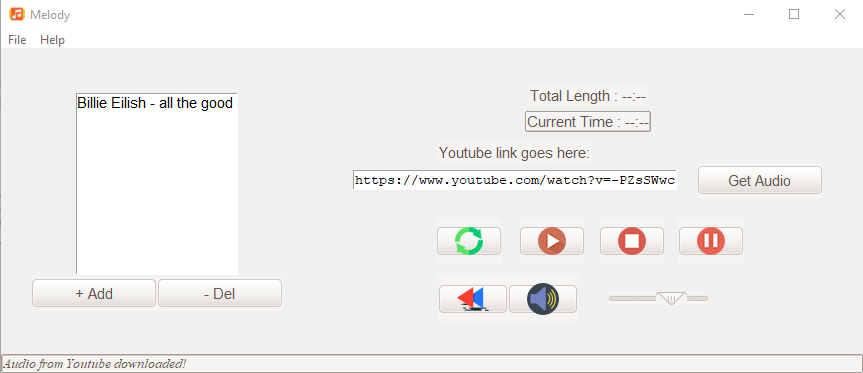 Melody
File Help
Billie Eilish - all the good
Total Length : --:--
Current Time : --:--
Youtube link goes here:
https://www.youtube.com/watch?v=-PZsSWwc
Get Audio
+ Add
- Del
Audio from Youtube downloaded!